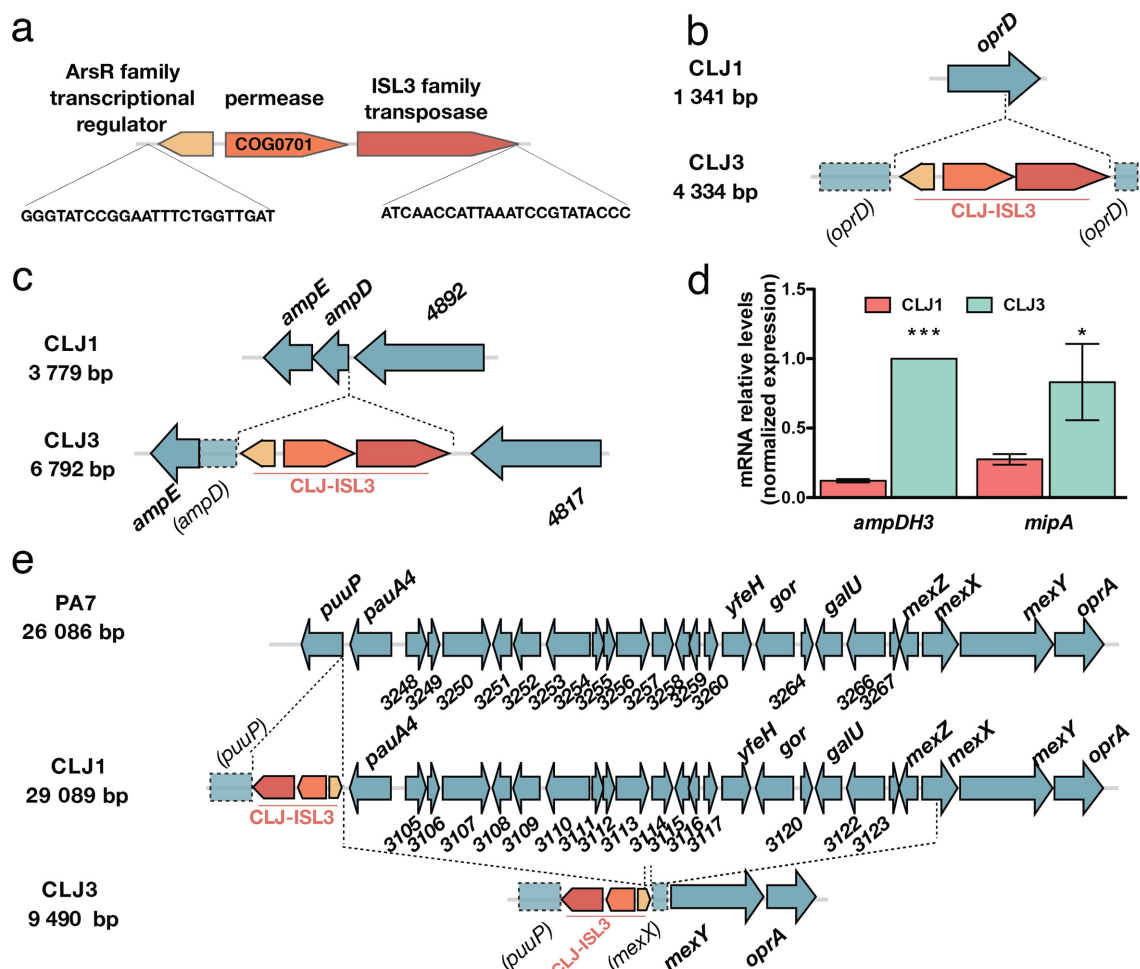 a
ArsR family
transcriptional
regulator
permease
ISL3 family
transposase
COG0701
GGGTATCCGGAATTTCTGGTTGAT
ATCAACCATTAAATCCGTATACCC
b
CLJ1
1 341 bp
oprD
CLJ3
4 334 bp
(oprD)
CLJ-ISL3
(oprD)
c
CLJ1
3 779 bp
ampE
ampD
4892
CLJ3
6 792 bp
ampE
(ampD)
CLJ-ISL3
4817
d
mRNA relative levels
(normalized expression)
1.5
1.0
0.5
0.0
CLJ1
CLJ3
***
*
ampDH3
mipA
e
PA7
26 086 bp
puuP
pauA4
yfeH
gor
galU
mexZ
mexX
mexY
oprA
3248
3249
3250
3251
3252
3253
3254
3255
3256
3257
3258
3259
3260
3264
3266
3267
CLJ1
29 089 bp
(puuP)
CLJ-ISL3
pauA4
yfeH
gor
galU
mexZ
mexX
mexY
oprA
3105
3106
3107
3108
3109
3110
3111
3112
3113
3114
3115
3116
3117
3120
3122
3123
CLJ3
9 490 bp
(puuP)
CLJ-ISL3
(mexX)
mexY
oprA